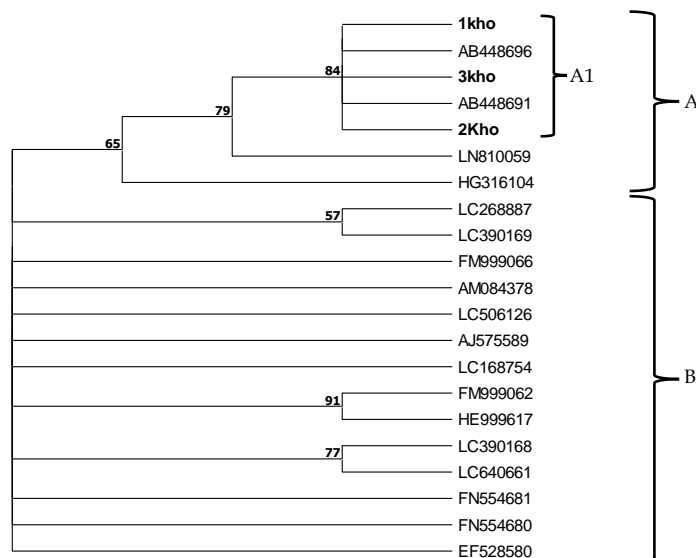 1kho
AB448696
84 3kho A1
AB448691
79
A
2Kho
65
LN810059
HG316104
LC268887
57
LC390169
FM999066
AM084378
LC506126
AJ575589
LC168754
B
FM999062
91
HE999617
LC390168
77
LC640661
FN554681
FN554680
EF528580